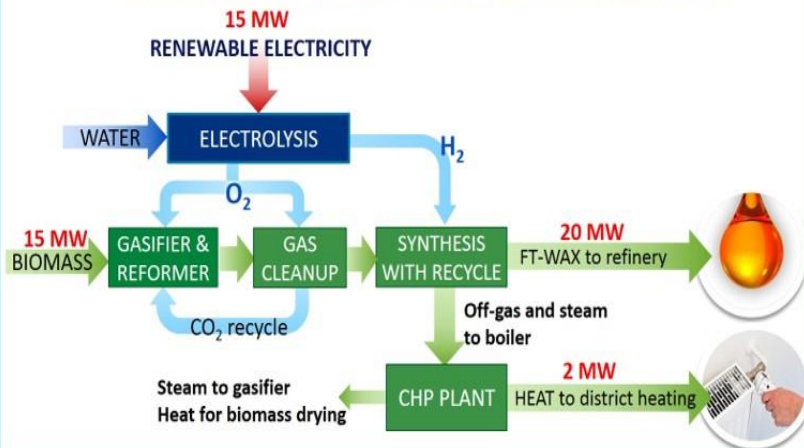 15 MW
RENEWABLE ELECTRICITY
WATER
ELECTROLYSIS
H₂
O₂
15 MW
BIOMASS
GASIFIER &
REFORMER
GAS
CLEANUP
SYNTHESIS
WITH RECYCLE
20 MW
FT-WAX to refinery
CO₂ recycle
Off-gas and steam
to boiler
Steam to gasifier
Heat for biomass drying
CHP PLANT
2 MW
HEAT to district heating